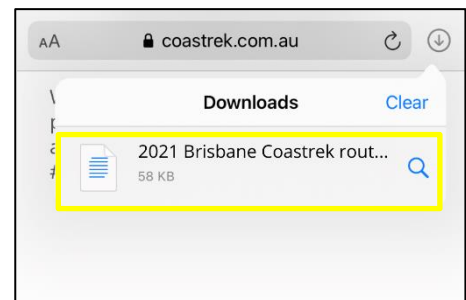 AA coastrek.com.au
Downloads Clear
2021 Brisbane Coastrek rout...
58 KB